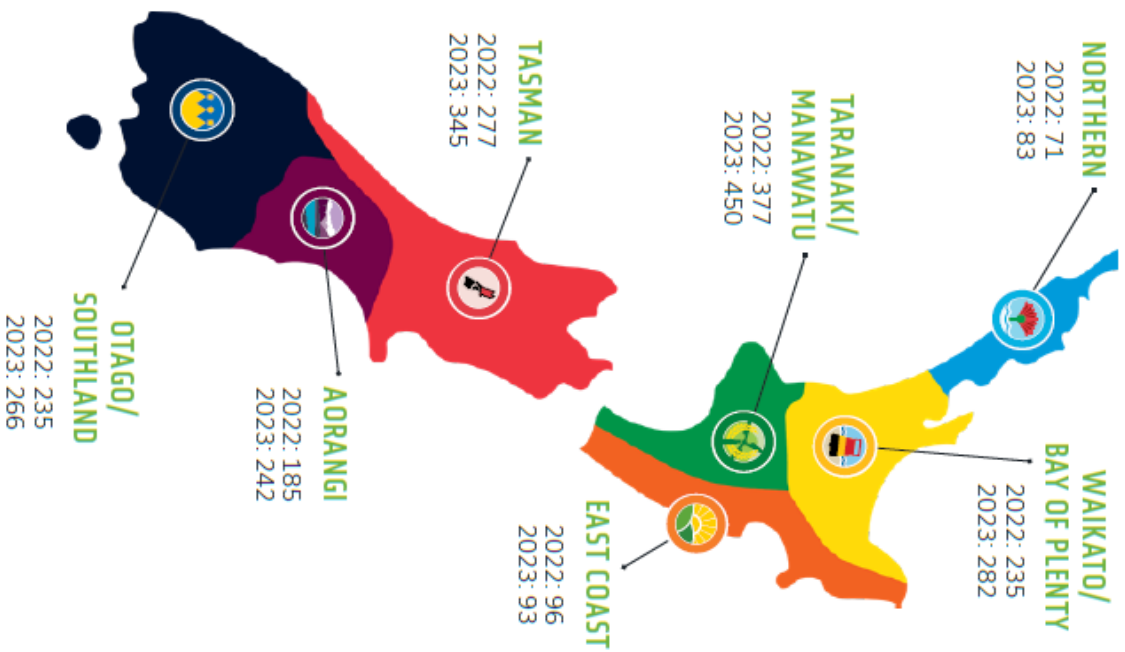 NORTHERN
2022: 71
2023: 83
WAIKATO/
BAY OF PLENTY
2022: 235
2023: 282
TARANAKI/
MANAWATU
2022: 377
2023: 450
EAST COAST
2022: 96
2023: 93
TASMAN
2022: 277
2023: 345
AORANGI
2022: 185
2023: 242
OTAGO/
SOUTHLAND
2022: 235
2023: 266